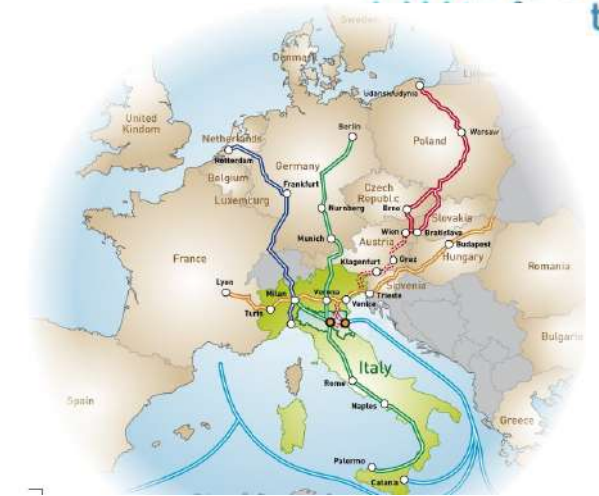 Sweden
t
Denmark
Gdansk/Gdynia
United
Kingdom
Berlin
Warsaw
Netherlands
Poland
Rotterdam
Germany
Belgium
Frankfurt
Czech
Republic
Luxemcurg
Nurnberg
Brno
Slovakia
Munich
Wien
Bratislava
Austria
Budapest
France
Klagenfurt
Graz
Hungary
Romania
Slovenia
Lyon
Milan
Verona
Trieste
Venice
Turin
Bulgaria
Italy
Rome
Spain
Naples
Greece
Palermo
Catania